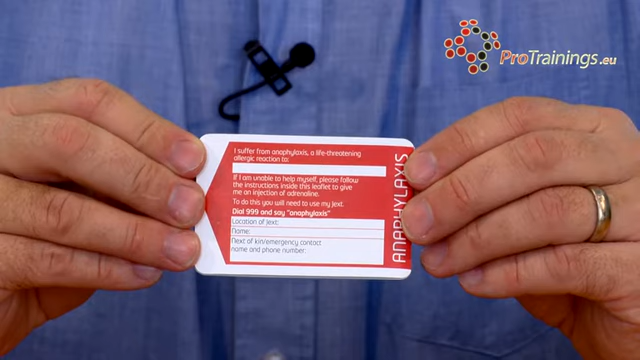 ProTrainings.eu
I suffer from anaphylaxis, a life-threatening
allergic reaction to:
If I am unable to help myself, please follow
the instructions inside this leaflet to give
me an injection of adrenaline.
To do this you will need to use my Jext.
Dial 999 and say "anaphylaxis"
Location of Jext:
Name:
Next of kin/emergency contact
name and phone number:
ANAPHYLAXIS